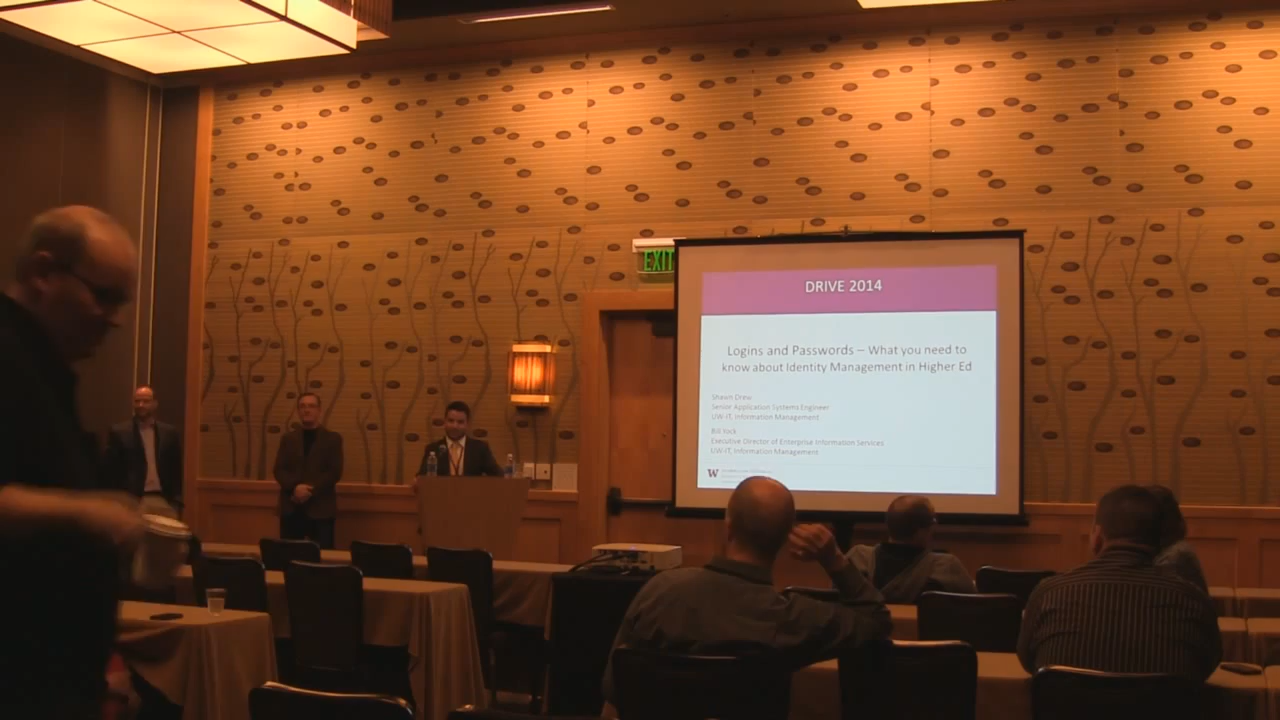 EXIT
DRIVE 2014
Logins and Passwords – What you need to
know about Identity Management in Higher Ed
Shawn Drew
Senior Application Systems Engineer
UW-IT, Information Management
Bill Yock
Executive Director of Enterprise Information Services
UW-IT, Information Management
W